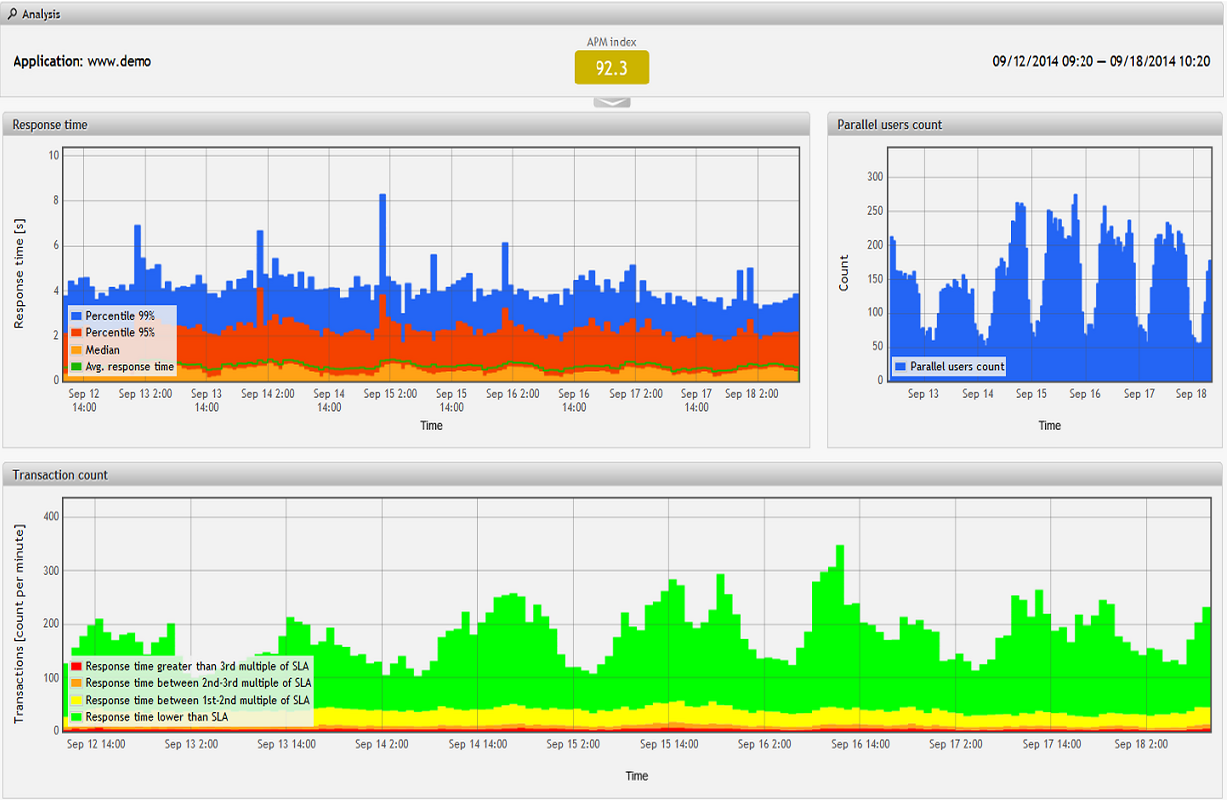 Analysis
Application: www.demo
APM index
92.3
09/12/2014 09:20 — 09/18/2014 10:20
Response time
Response time [s]
10
8
6
4
2
0
Percentile 99%
Percentile 95%
Median
Avg. response time
Sep 12 14:00
Sep 13 2:00
Sep 13 14:00
Sep 14 2:00
Sep 14 14:00
Sep 15 2:00
Sep 15 14:00
Sep 16 2:00
Sep 16 14:00
Sep 17 2:00
Sep 17 14:00
Sep 18 2:00
Time
Parallel users count
Count
300
250
200
150
100
50
0
Parallel users count
Sep 13
Sep 14
Sep 15
Sep 16
Sep 17
Sep 18
Time
Transaction count
Transactions [count per minute]
400
300
200
100
0
Response time greater than 3rd multiple of SLA
Response time between 2nd-3rd multiple of SLA
Response time between 1st-2nd multiple of SLA
Response time lower than SLA
Sep 12 14:00
Sep 13 2:00
Sep 13 14:00
Sep 14 2:00
Sep 14 14:00
Sep 15 2:00
Sep 15 14:00
Sep 16 2:00
Sep 16 14:00
Sep 17 2:00
Sep 17 14:00
Sep 18 2:00
Time